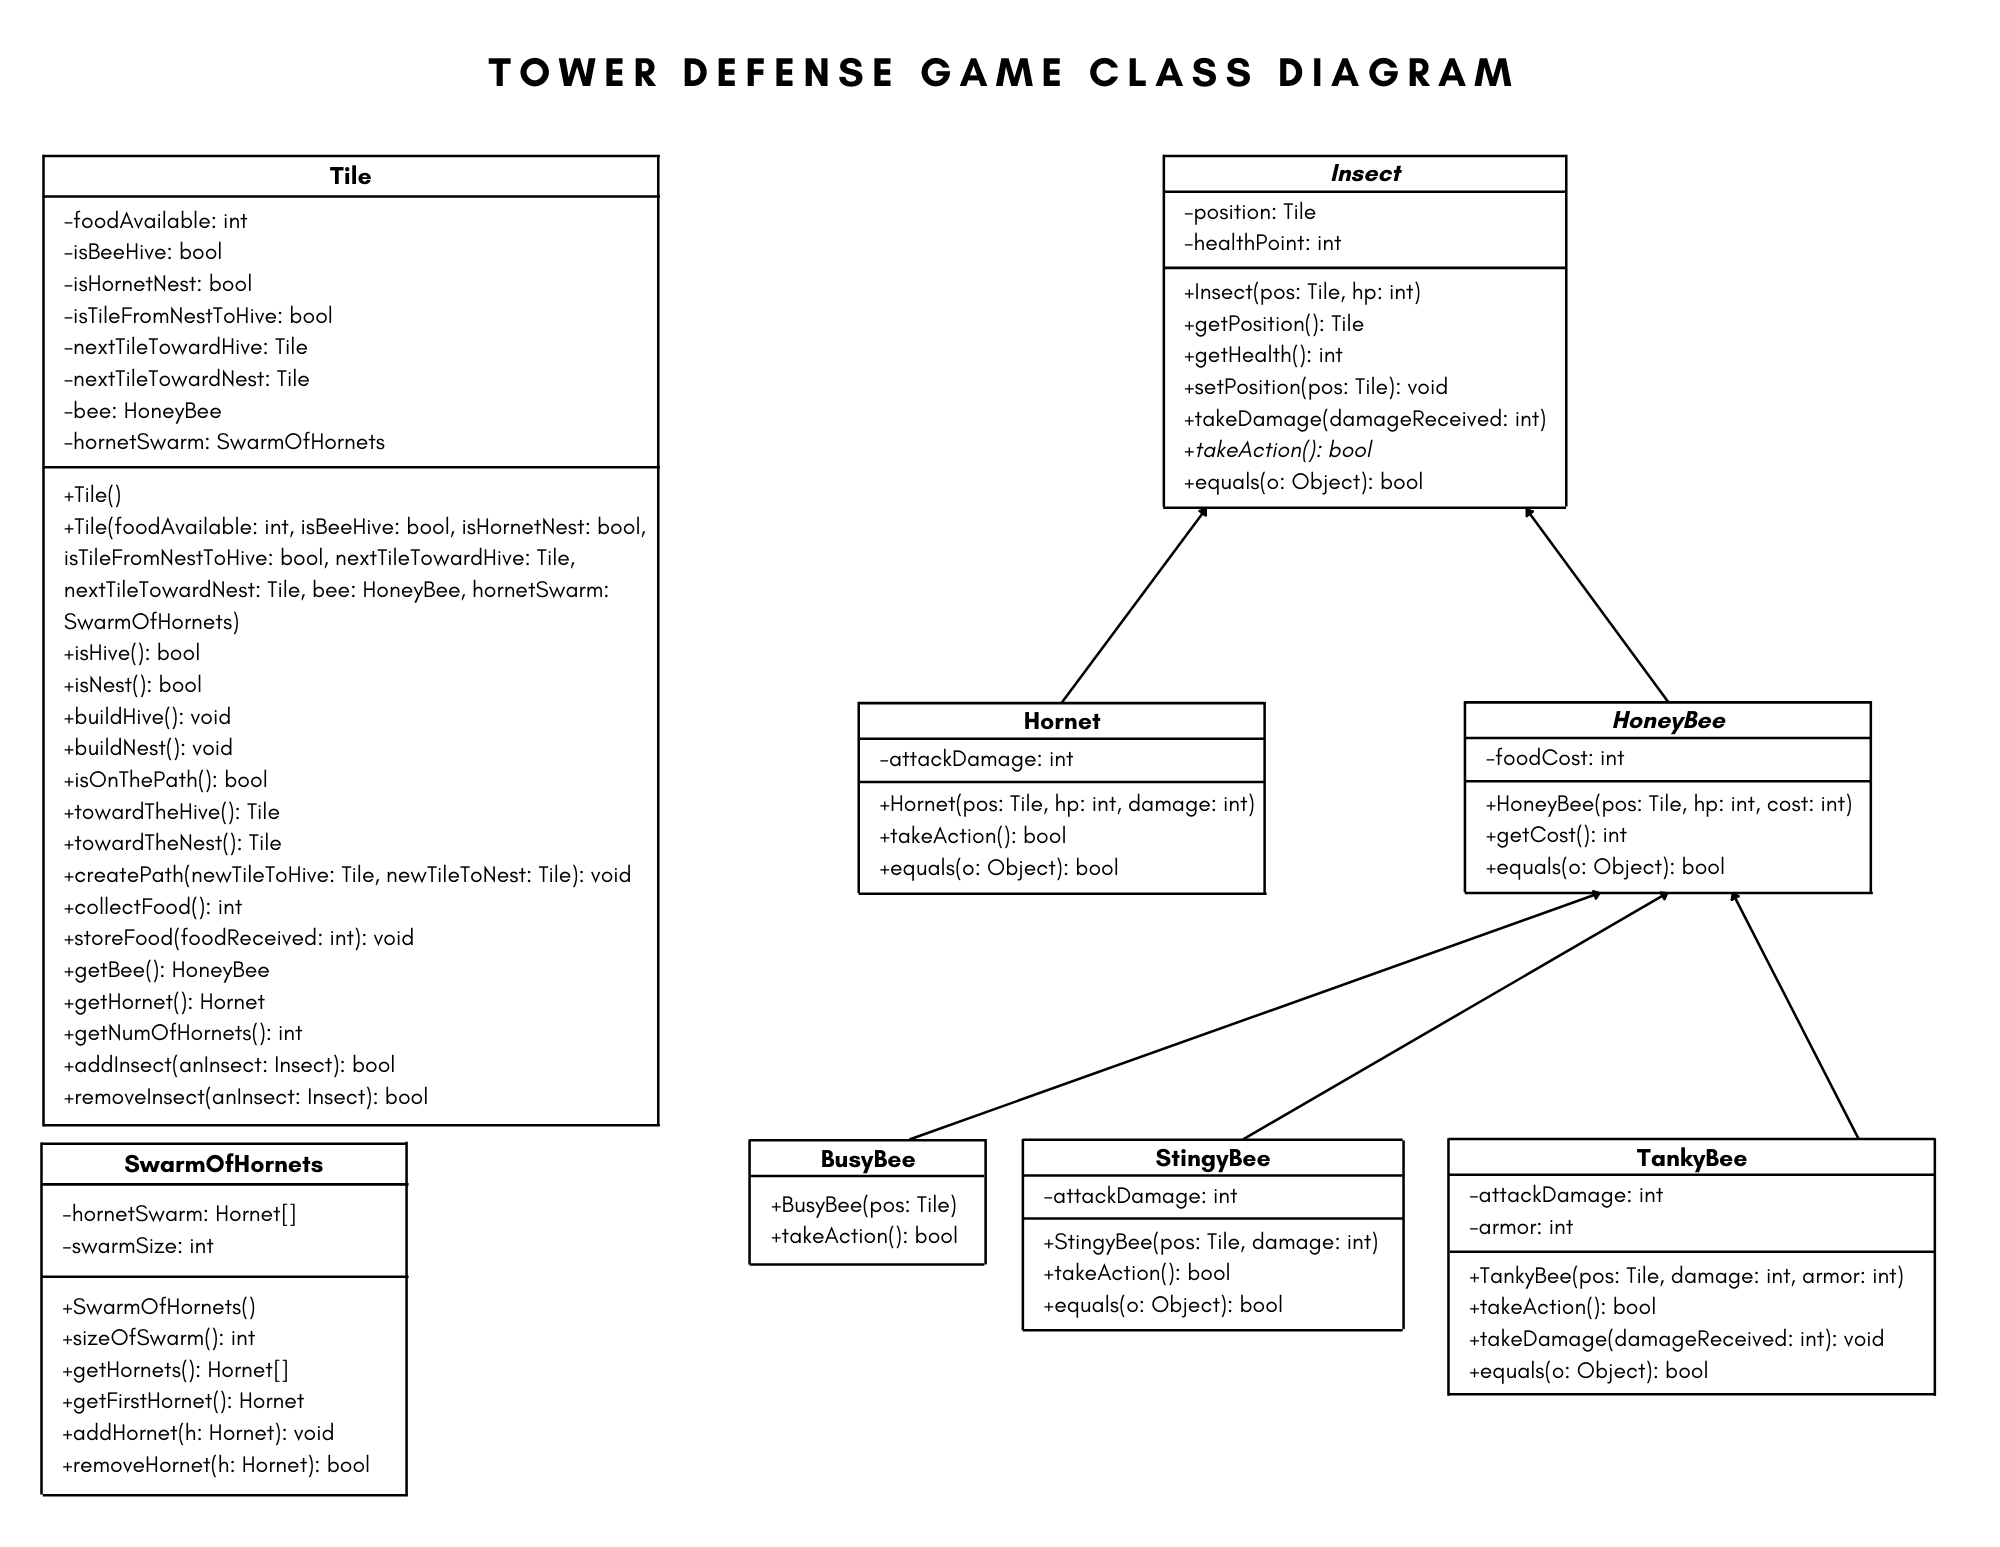 TOWER DEFENSE GAME CLASS DIAGRAM
Tile
-foodAvailable: int
-isBeeHive: bool
-isHornetNest: bool
-isTileFromNestToHive: bool
-nextTileTowardHive: Tile
-nextTileTowardNest: Tile
-bee: HoneyBee
-hornetSwarm: SwarmOfHornets
+Tile()
+Tile(foodAvailable: int, isBeeHive: bool, isHornetNest: bool,
isTileFromNestToHive: bool, nextTileTowardHive: Tile,
nextTileTowardNest: Tile, bee: HoneyBee, hornetSwarm:
SwarmOfHornets)
+isHive(): bool
+isNest(): bool
+buildHive(): void
+buildNest(): void
+isOnThePath(): bool
+towardTheHive(): Tile
+towardTheNest(): Tile
+createPath(newTileToHive: Tile, newTileToNest: Tile): void
+collectFood(): int
+storeFood(foodReceived: int): void
+getBee(): HoneyBee
+getHornet(): Hornet
+getNumOfHornets(): int
+addInsect(anInsect: Insect): bool
+removeInsect(anInsect: Insect): bool
SwarmOfHornets
-hornetSwarm: Hornet[]
-swarmSize: int
+SwarmOfHornets()
+sizeOfSwarm(): int
+getHornets(): Hornet[]
+getFirstHornet(): Hornet
+addHornet(h: Hornet): void
+removeHornet(h: Hornet): bool
Insect
-position: Tile
-healthPoint: int
+Insect(pos: Tile, hp: int)
+getPosition(): Tile
+getHealth(): int
+setPosition(pos: Tile): void
+takeDamage(damageReceived: int)
+takeAction(): bool
+equals(o: Object): bool
Hornet
-attackDamage: int
+Hornet(pos: Tile, hp: int, damage: int)
+takeAction(): bool
+equals(o: Object): bool
HoneyBee
-foodCost: int
+HoneyBee(pos: Tile, hp: int, cost: int)
+getCost(): int
+equals(o: Object): bool
BusyBee
+BusyBee(pos: Tile)
+takeAction(): bool
StingyBee
-attackDamage: int
+StingyBee(pos: Tile, damage: int)
+takeAction(): bool
+equals(o: Object): bool
TankyBee
-attackDamage: int
-armor: int
+TankyBee(pos: Tile, damage: int, armor: int)
+takeAction(): bool
+takeDamage(damageReceived: int): void
+equals(o: Object): bool